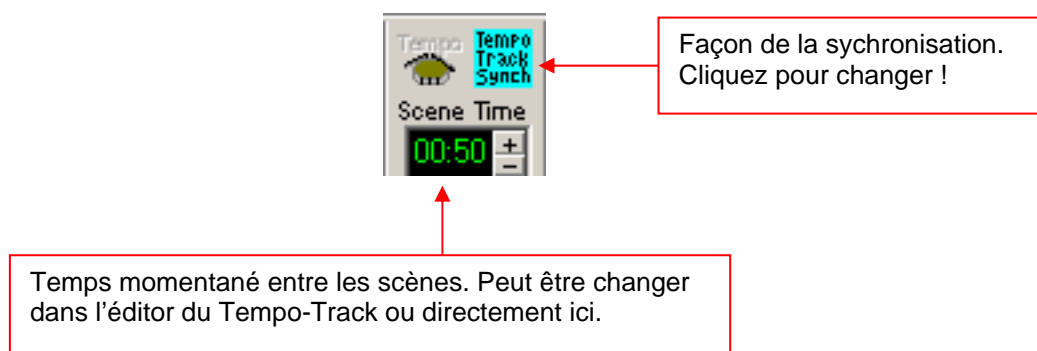 Tempo
Tempo
Track
Synch
Façon de la sychronisation.
Cliquez pour changer !
Scene Time
00:50 +
−
Temps momentané entre les scènes. Peut être changer
dans l'éditor du Tempo-Track ou directement ici.